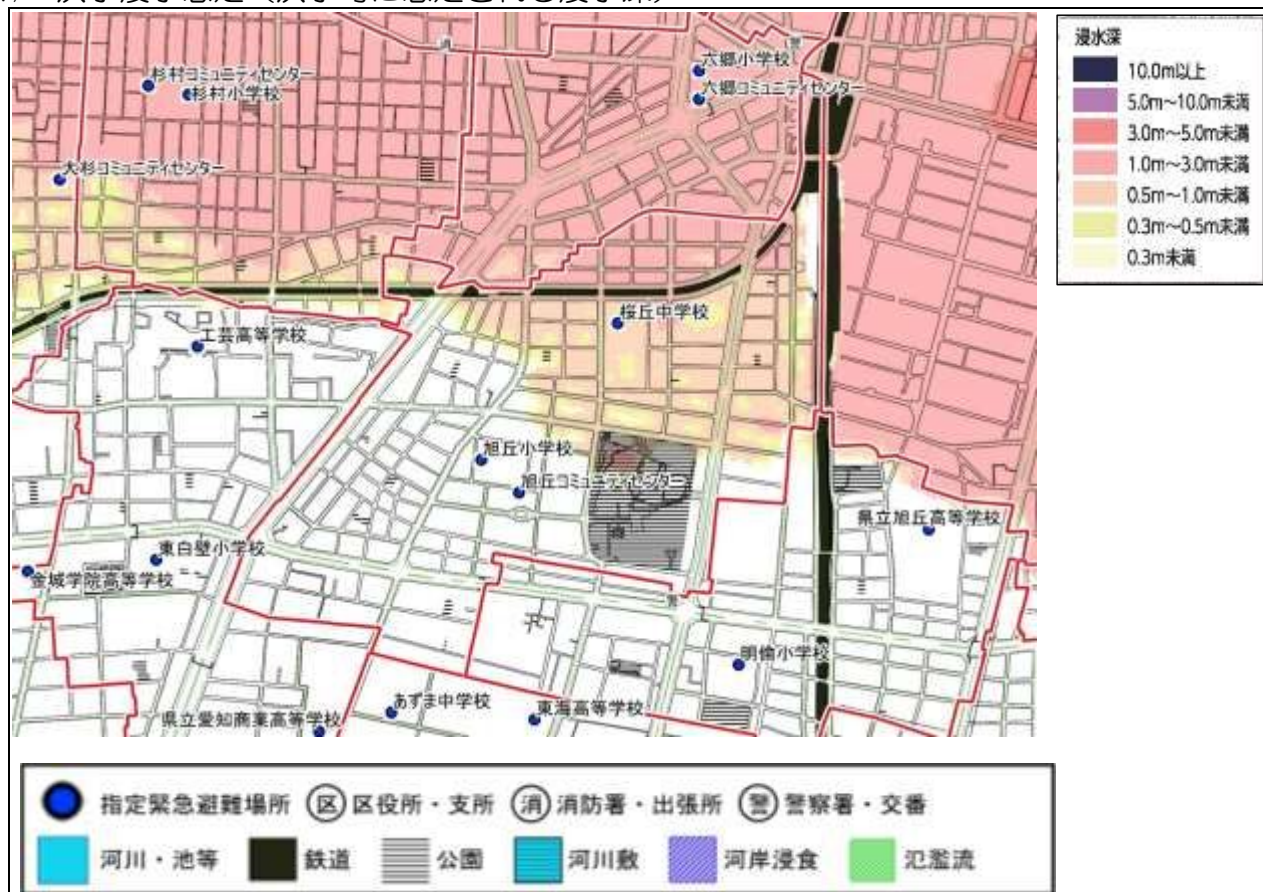 浸水深
10.0m以上
5.0m～10.0m未満
3.0m～5.0m未満
1.0m～3.0m未満
0.5m～1.0m未満
0.3m～0.5m未満
0.3m未満
消
警
六郷小学校
杉村コミュニティセンター
杉村小学校
六郷コミュニティセンター
大杉コミュニティセンター
桜丘中学校
工芸高等学校
旭丘小学校
旭丘コミュニティセンター
県立旭丘高等学校
東白壁小学校
金城学院高等学校
警
明倫小学校
あずま中学校
東海高等学校
県立愛知商業高等学校
指定緊急避難場所 区 区役所・支所 消 消防署・出張所 警 警察署・交番
河川・池等 鉄道 公園 河川敷 河岸浸食 氾濫流